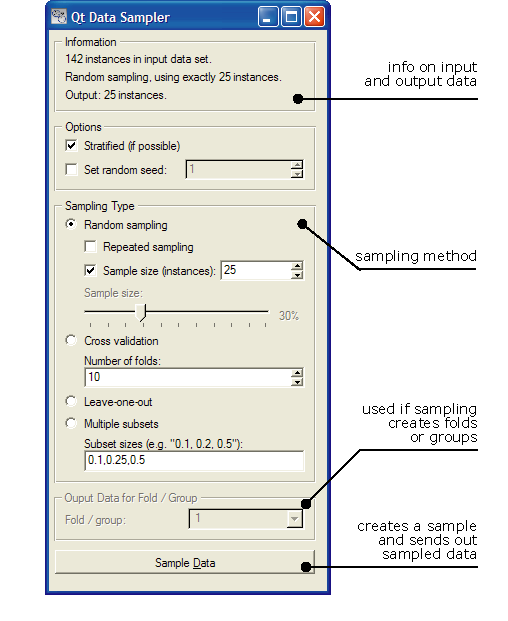 Qt Data Sampler
Information
142 instances in input data set.
Random sampling, using exactly 25 instances.
Output: 25 instances.
info on input
and output data
Options
Stratified (if possible)
Set random seed: 1
Sampling Type
Random sampling
Repeated sampling
Sample size (instances): 25
Sample size:
30%
sampling method
Cross validation
Number of folds:
10
Leave-one-out
Multiple subsets
Subset sizes (e.g. "0.1, 0.2, 0.5"):
0.1,0.25,0.5
used if sampling
creates folds
or groups
Ouput Data for Fold / Group
Fold / group: 1
Sample Data
creates a sample
and sends out
sampled data